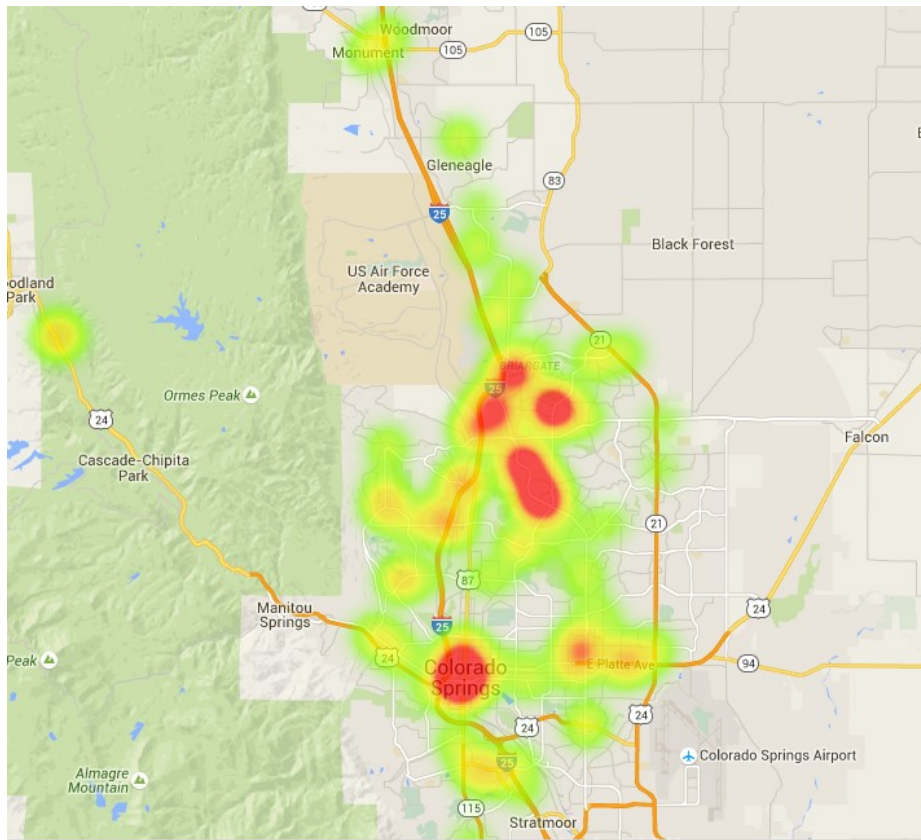 Woodmoor
Monument
105
105
Gleneagle
83
25
Black Forest
US Air Force
Academy
odland
Park
21
BRIARGATE
25
Ormes Peak
24
Falcon
Cascade-Chipita
Park
21
87
24
Manitou
Springs
25
24
Peak
Colorado
Springs
E Platte Ave
94
24
24
Colorado Springs Airport
25
Almagre
Mountain
115
Stratmoor